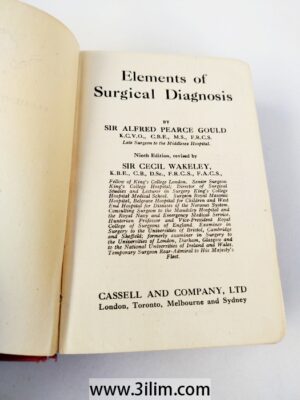 Elements of
Surgical Diagnosis
BY
SIR ALFRED PEARCE GOULD
K.C.V.O., C.B.E., M.S., F.R.C.S.
Late Surgeon to the Middlesex Hospital.
Ninth Edition, revised by
SIR CECIL WAKELEY,
K.B.E., C.B., D.Sc., F.R.C.S., F.A.C.S.,
Fellow of King's College London. Senior Surgeon
King's College Hospital; Director of Surgical
Studies and Lecturer in Surgery King's College
Hospital Medical School. Surgeon Royal Masonic
Hospital, Belgrave Hospital for Children and West
End Hospital for Diseases of the Nervous System.
Consulting Surgeon to the Maudsley Hospital and
the Royal Navy and Emergency Medical Service.
Hunterian Professor and Vice-President Royal
College of Surgeons of England. Examiner in
Surgery to the Universities of Bristol, Cambridge
and Sheffield; formerly examiner in Surgery to
the Universities of London, Durham, Glasgow and
to the National Universities of Ireland and Wales.
Temporary Surgeon Rear-Admiral to His Majesty's
Fleet.
CASSELL AND COMPANY, LTD
London, Toronto, Melbourne and Sydney
www.3ilim.com